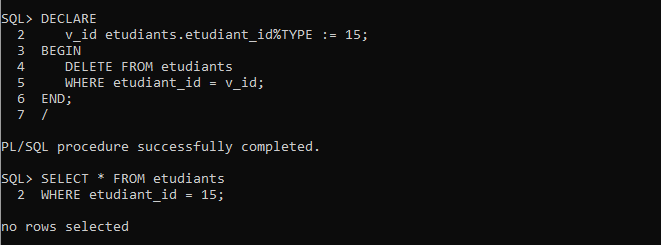 SQL> DECLARE
  2     v_id etudiants.etudiant_id%TYPE := 15;
  3  BEGIN
  4     DELETE FROM etudiants
  5     WHERE etudiant_id = v_id;
  6  END;
  7  /
PL/SQL procedure successfully completed.
SQL> SELECT * FROM etudiants
  2  WHERE etudiant_id = 15;
no rows selected